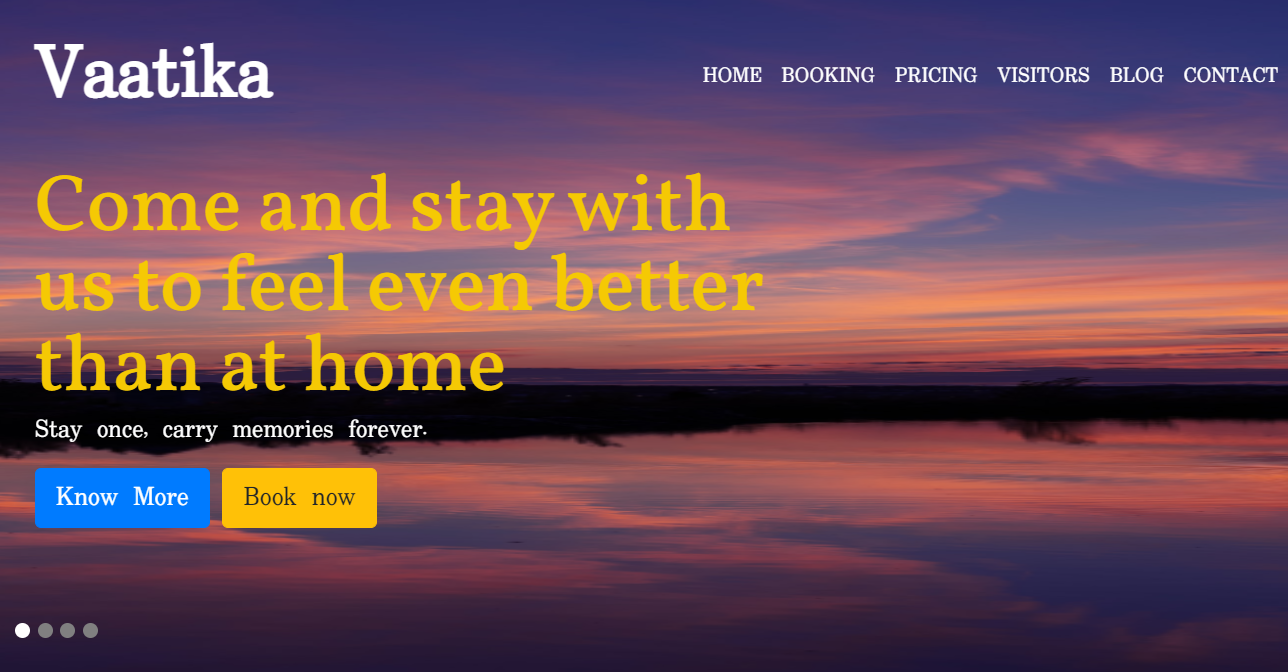 Vaatika
HOME BOOKING PRICING VISITORS BLOG CONTACT
Come and stay with
us to feel even better
than at home
Stay once, carry memories forever.
Know More Book now